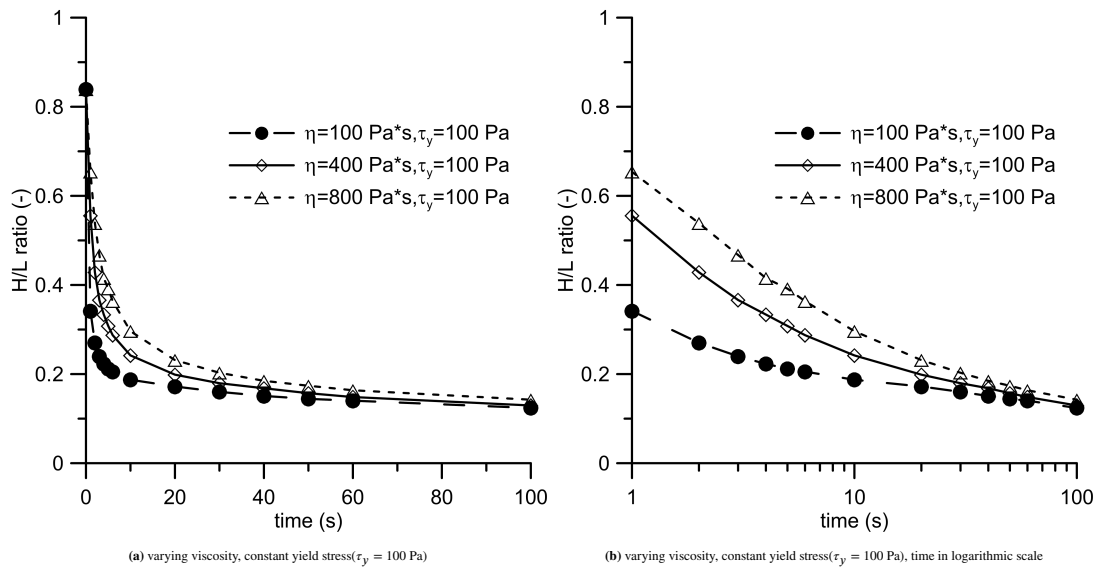 1
0.8
0.6
0.4
0.2
0
H/L ratio (-)
0 20 40 60 80 100
time (s)
η=100 Pa*s,τy=100 Pa
η=400 Pa*s,τy=100 Pa
η=800 Pa*s,τy=100 Pa
(a) varying viscosity, constant yield stress(τy = 100 Pa)
1
0.8
0.6
0.4
0.2
0
H/L ratio (-)
1 10 100
time (s)
η=100 Pa*s,τy=100 Pa
η=400 Pa*s,τy=100 Pa
η=800 Pa*s,τy=100 Pa
(b) varying viscosity, constant yield stress(τy = 100 Pa), time in logarithmic scale